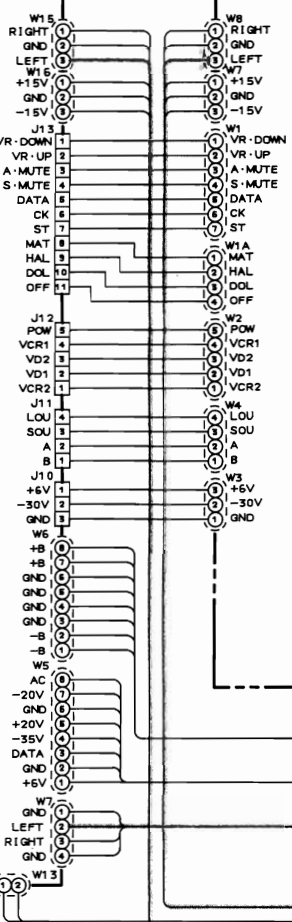 W15
RIGHT 1
GND 2
LEFT 3
W16
+15V 1
GND 2
-15V 3
J13
VR·DOWN 1
VR·UP 2
A·MUTE 3
S·MUTE 4
DATA 5
CK 6
ST 7
MAT 8
HAL 9
DOL 10
OFF 11
J12
POW 5
VCR1 4
VD2 3
VD1 2
VCR2 1
J11
LOU 4
SOU 3
A 2
B 1
J10
+6V 1
-30V 2
GND 3
W6
+B 8
+B 7
GND 6
GND 5
GND 4
GND 3
-B 2
-B 1
W5
AC 8
-20V 7
GND 6
+20V 5
-35V 4
DATA 3
GND 2
+6V 1
W7
GND 1
LEFT 2
RIGHT 3
GND 4
W13
1 2
W8
1 RIGHT
2 GND
3 LEFT
W7
1 +15V
2 GND
3 -15V
W1
1 VR·DOWN
2 VR·UP
3 A·MUTE
4 S·MUTE
5 DATA
6 CK
7 ST
W1A
1 MAT
2 HAL
3 DOL
4 OFF
W2
5 POW
4 VCR1
3 VD2
2 VD1
1 VCR2
W4
4 LOU
3 SOU
2 A
1 B
W3
3 +6V
2 -30V
1 GND